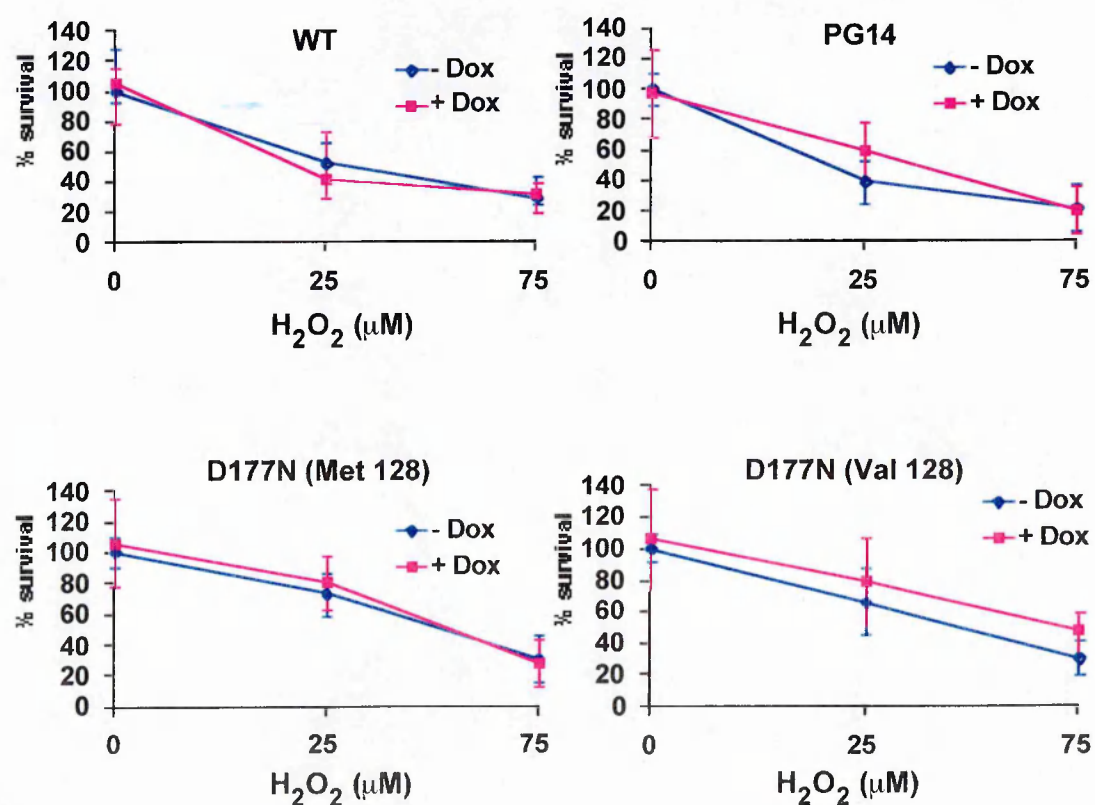 WT
% survival
140
120
100
80
60
40
20
0
0 25 75
H2O2 (µM)
- Dox
+ Dox
PG14
% survival
140
120
100
80
60
40
20
0
0 25 75
H2O2 (µM)
- Dox
+ Dox
D177N (Met 128)
% survival
140
120
100
80
60
40
20
0
0 25 75
H2O2 (µM)
- Dox
+ Dox
D177N (Val 128)
% survival
140
120
100
80
60
40
20
0
0 25 75
H2O2 (µM)
- Dox
+ Dox